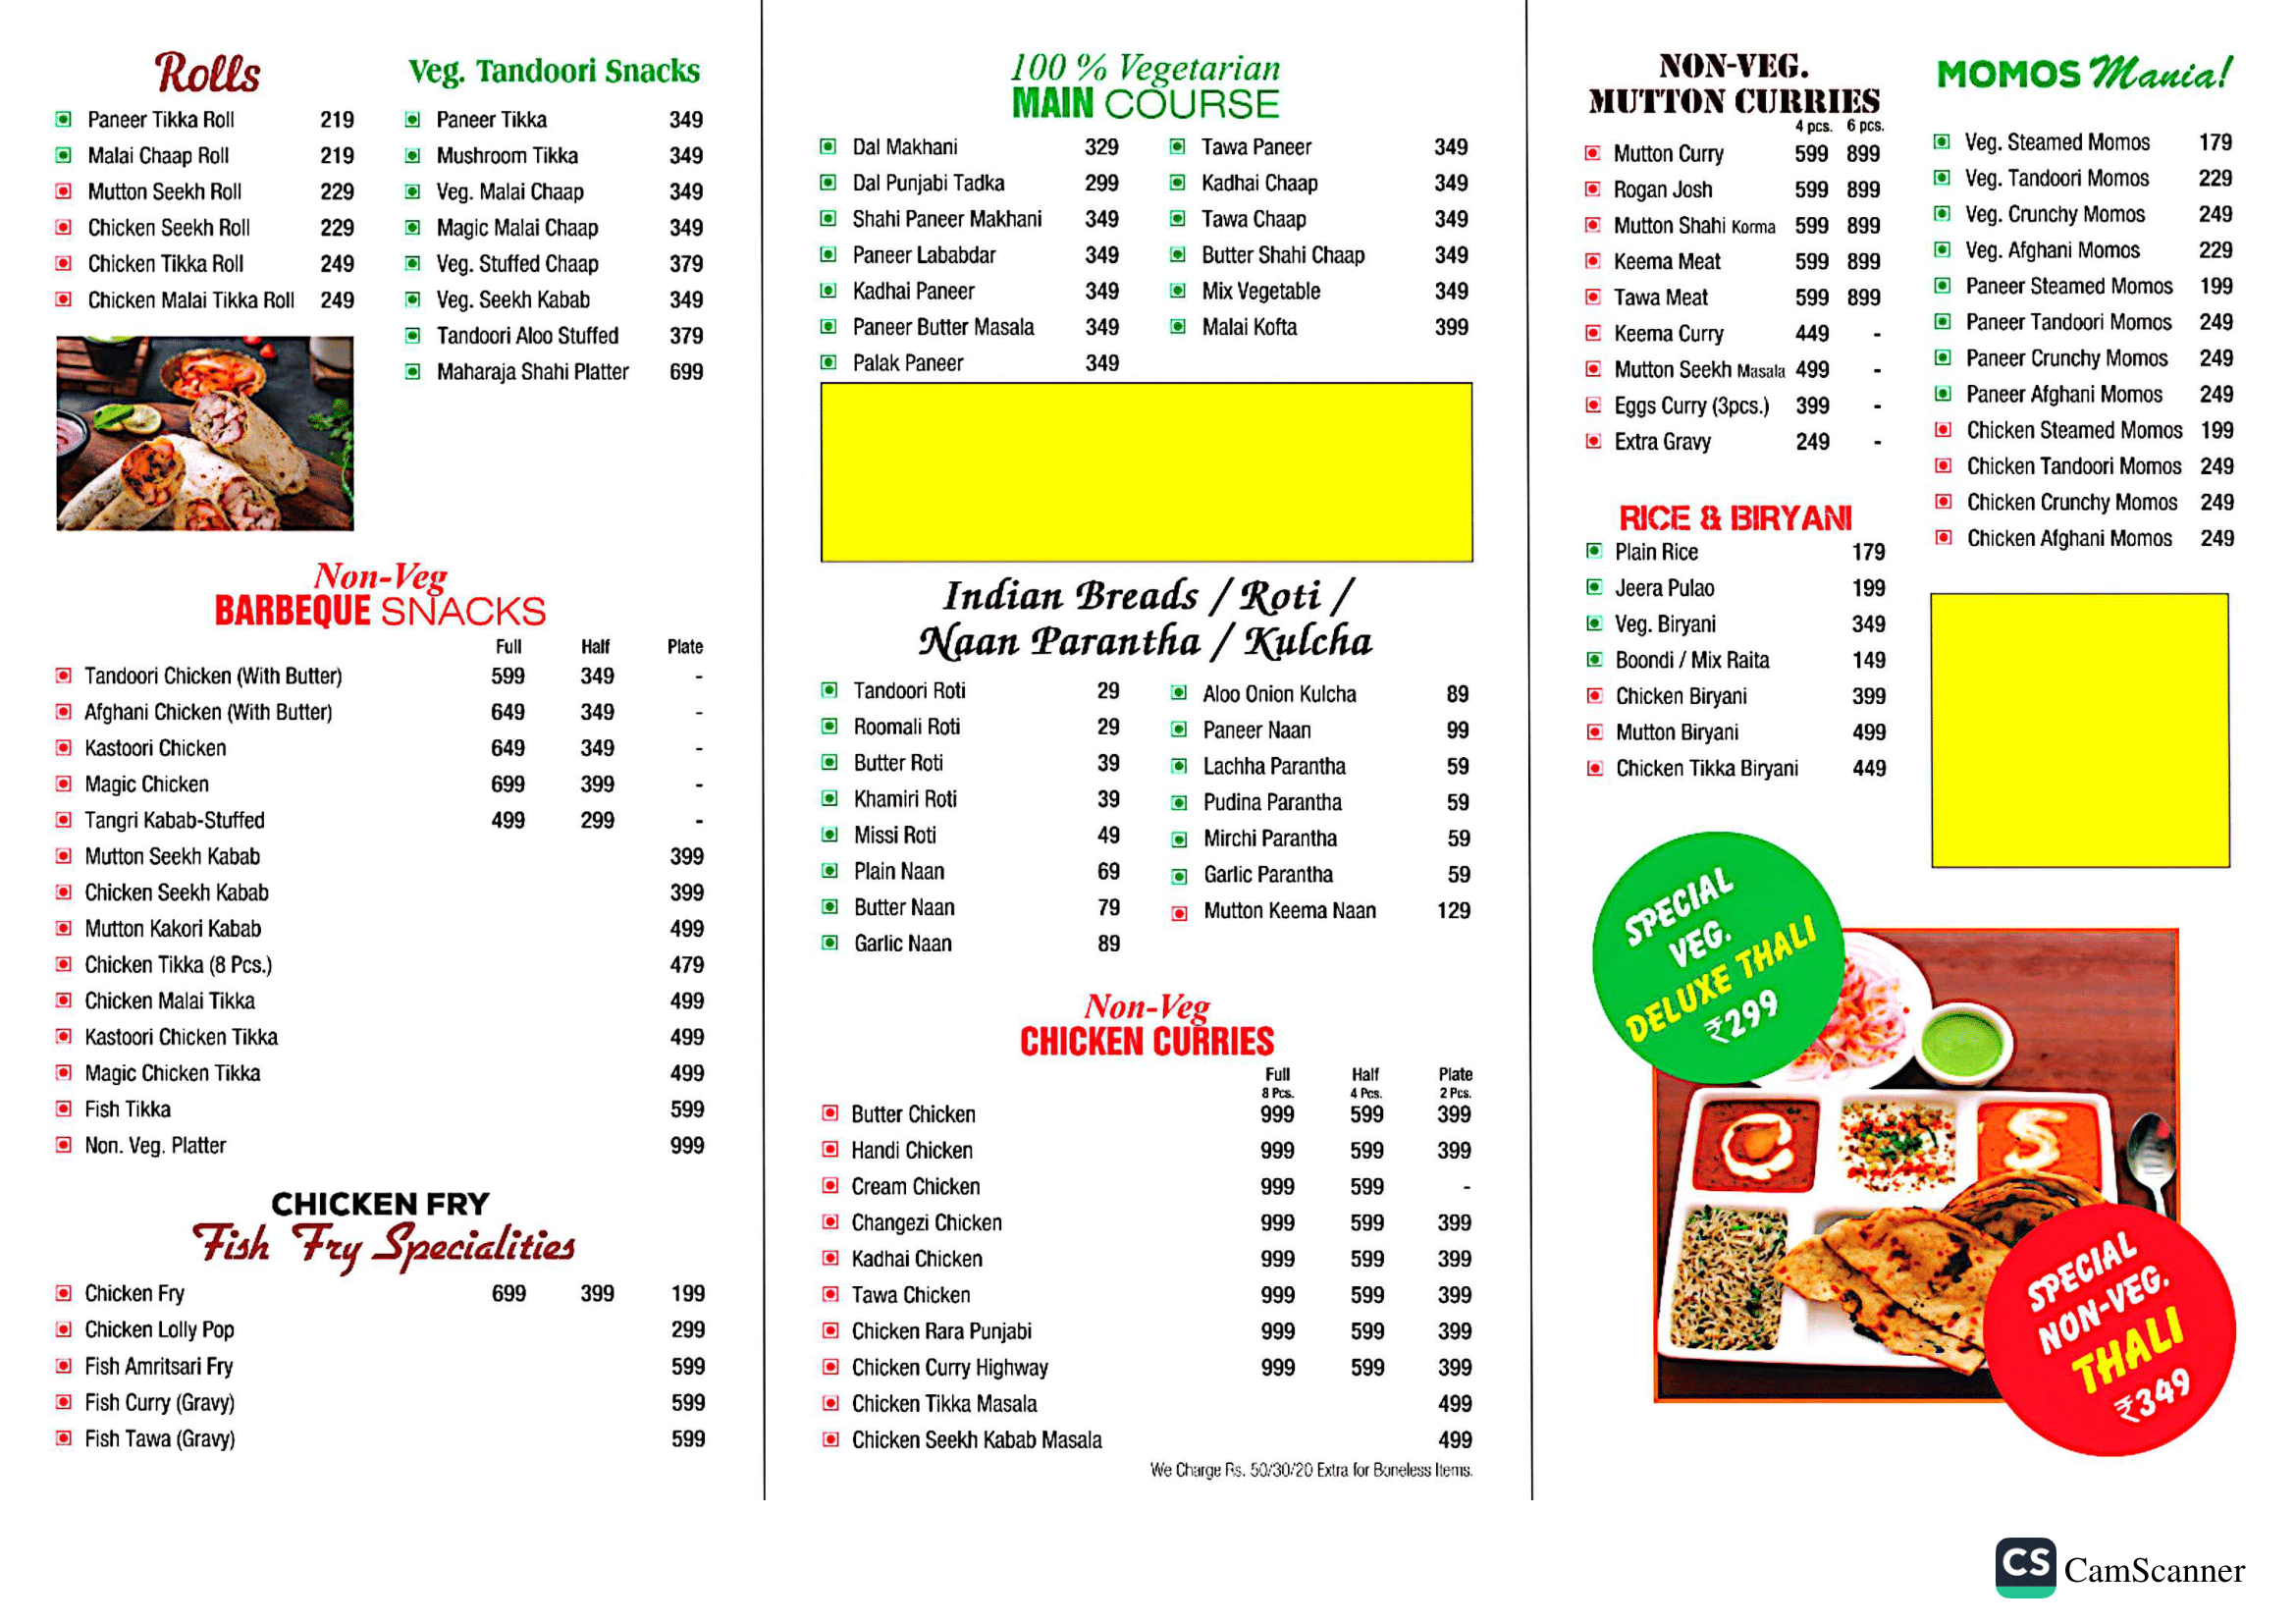 Rolls
Paneer Tikka Roll 219
Malai Chaap Roll 219
Mutton Seekh Roll 229
Chicken Seekh Roll 229
Chicken Tikka Roll 249
Chicken Malai Tikka Roll 249
Veg. Tandoori Snacks
Paneer Tikka 349
Mushroom Tikka 349
Veg. Malai Chaap 349
Magic Malai Chaap 349
Veg. Stuffed Chaap 379
Veg. Seekh Kabab 349
Tandoori Aloo Stuffed 379
Maharaja Shahi Platter 699
Non-Veg
BARBEQUE SNACKS
Full Half Plate
Tandoori Chicken (With Butter) 599 349 -
Afghani Chicken (With Butter) 649 349 -
Kastoori Chicken 649 349 -
Magic Chicken 699 399 -
Tangri Kabab-Stuffed 499 299 -
Mutton Seekh Kabab 399
Chicken Seekh Kabab 399
Mutton Kakori Kabab 499
Chicken Tikka (8 Pcs.) 479
Chicken Malai Tikka 499
Kastoori Chicken Tikka 499
Magic Chicken Tikka 499
Fish Tikka 599
Non. Veg. Platter 999
CHICKEN FRY
Fish Fry Specialities
Chicken Fry 699 399 199
Chicken Lolly Pop 299
Fish Amritsari Fry 599
Fish Curry (Gravy) 599
Fish Tawa (Gravy) 599
100 % Vegetarian
MAIN COURSE
Dal Makhani 329
Dal Punjabi Tadka 299
Shahi Paneer Makhani 349
Paneer Lababdar 349
Kadhai Paneer 349
Paneer Butter Masala 349
Palak Paneer 349
Tawa Paneer 349
Kadhai Chaap 349
Tawa Chaap 349
Butter Shahi Chaap 349
Mix Vegetable 349
Malai Kofta 399
Indian Breads / Roti /
Naan Parantha / Kulcha
Tandoori Roti 29
Roomali Roti 29
Butter Roti 39
Khamiri Roti 39
Missi Roti 49
Plain Naan 69
Butter Naan 79
Garlic Naan 89
Aloo Onion Kulcha 89
Paneer Naan 99
Lachha Parantha 59
Pudina Parantha 59
Mirchi Parantha 59
Garlic Parantha 59
Mutton Keema Naan 129
Non-Veg
CHICKEN CURRIES
Full Half Plate
8 Pcs. 4 Pcs. 2 Pcs.
Butter Chicken 999 599 399
Handi Chicken 999 599 399
Cream Chicken 999 599 -
Changezi Chicken 999 599 399
Kadhai Chicken 999 599 399
Tawa Chicken 999 599 399
Chicken Rara Punjabi 999 599 399
Chicken Curry Highway 999 599 399
Chicken Tikka Masala 499
Chicken Seekh Kabab Masala 499
We Charge Rs. 50/30/20 Extra for Boneless Items.
NON-VEG.
MUTTON CURRIES
4 pcs. 6 pcs.
Mutton Curry 599 899
Rogan Josh 599 899
Mutton Shahi Korma 599 899
Keema Meat 599 899
Tawa Meat 599 899
Keema Curry 449 -
Mutton Seekh Masala 499 -
Eggs Curry (3pcs.) 399 -
Extra Gravy 249 -
RICE & BIRYANI
Plain Rice 179
Jeera Pulao 199
Veg. Biryani 349
Boondi / Mix Raita 149
Chicken Biryani 399
Mutton Biryani 499
Chicken Tikka Biryani 449
MOMOS Mania!
Veg. Steamed Momos 179
Veg. Tandoori Momos 229
Veg. Crunchy Momos 249
Veg. Afghani Momos 229
Paneer Steamed Momos 199
Paneer Tandoori Momos 249
Paneer Crunchy Momos 249
Paneer Afghani Momos 249
Chicken Steamed Momos 199
Chicken Tandoori Momos 249
Chicken Crunchy Momos 249
Chicken Afghani Momos 249
SPECIAL
VEG.
DELUXE THALI
₹299
C S
SPECIAL
NON-VEG.
THALI
₹349
CS CamScanner